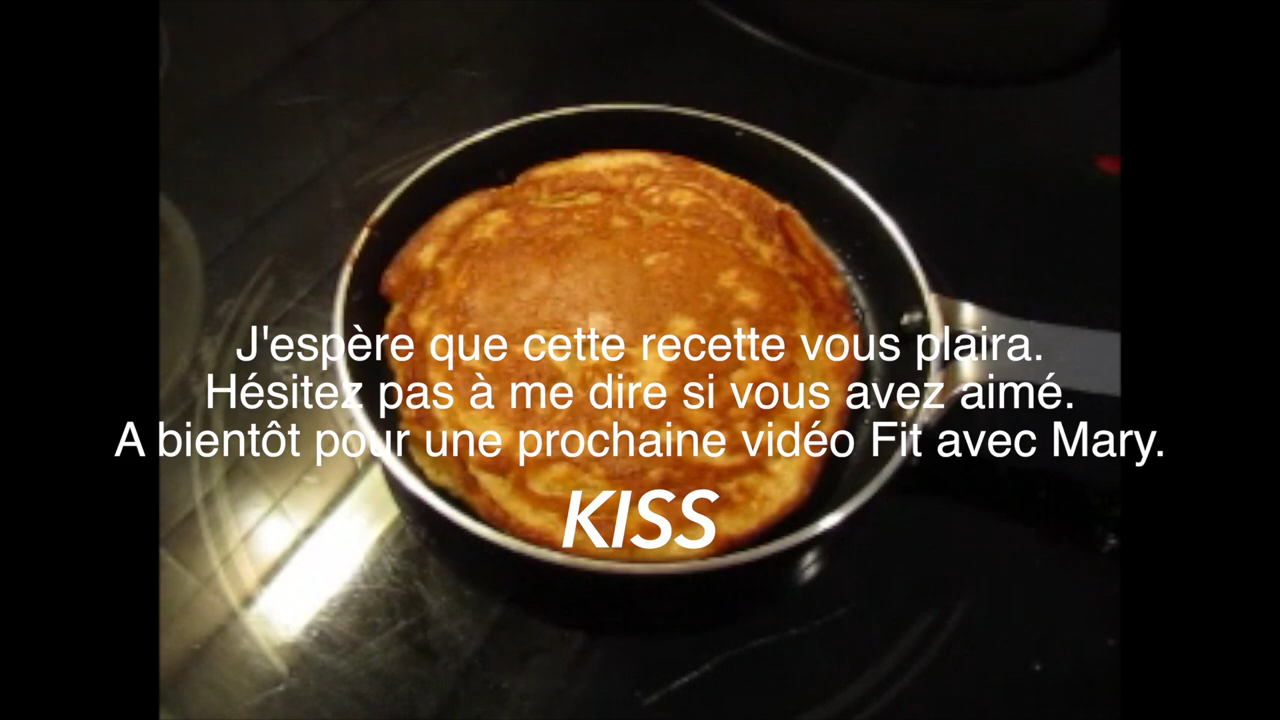 J'espère que cette recette vous plaira.
Hésitez pas à me dire si vous avez aimé.
A bientôt pour une prochaine vidéo Fit avec Mary.
KISS